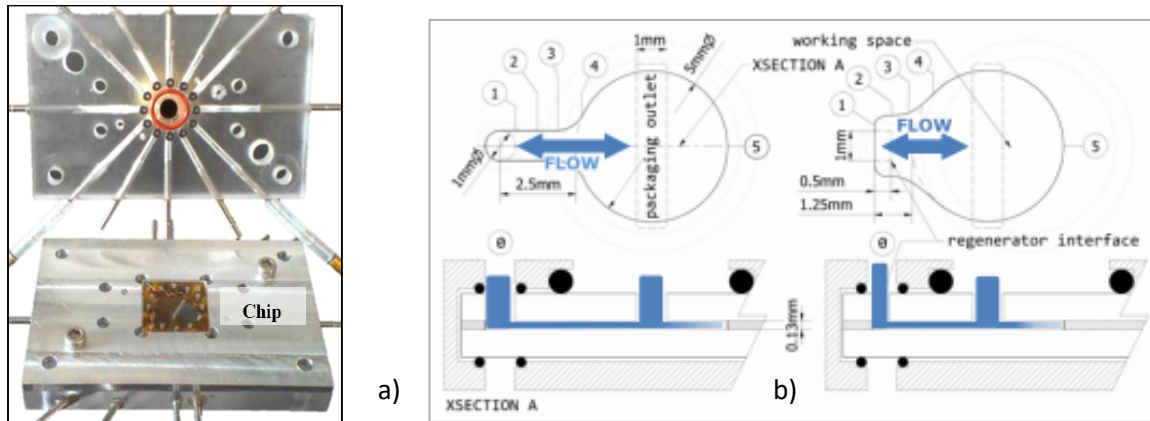 Chip
a)
1mm
working space
XSECTION A
5mmØ
packaging outlet
1
2
3
4
5
FLOW
1mmØ
2.5mm
0
0.13mm
XSECTION A
b)
1
2
3
4
5
FLOW
1mm
0.5mm
1.25mm
regenerator interface
0